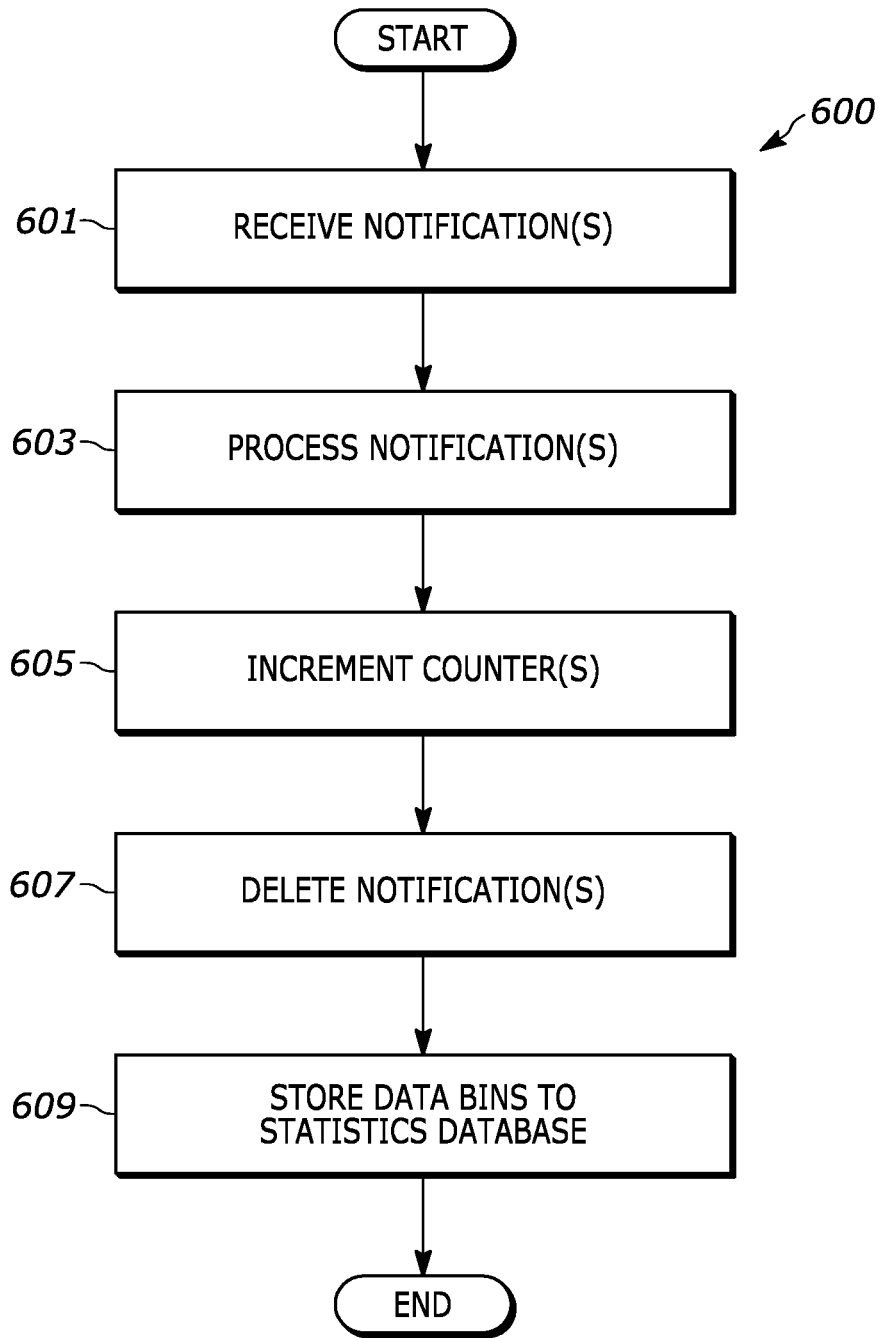 START
600
601
RECEIVE NOTIFICATION(S)
603
PROCESS NOTIFICATION(S)
605
INCREMENT COUNTER(S)
607
DELETE NOTIFICATION(S)
609
STORE DATA BINS TO
STATISTICS DATABASE
END